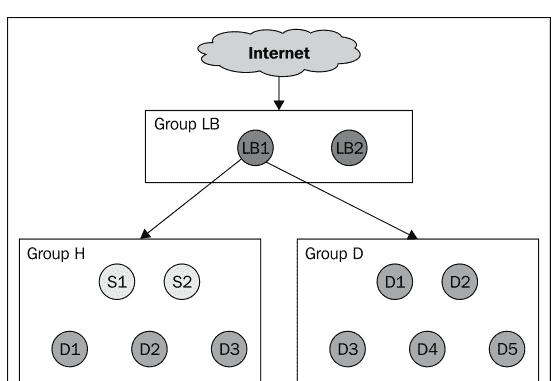 Internet
Group LB
LB1 LB2
Group H
S1 S2
D1 D2 D3
Group D
D1 D2
D3 D4 D5